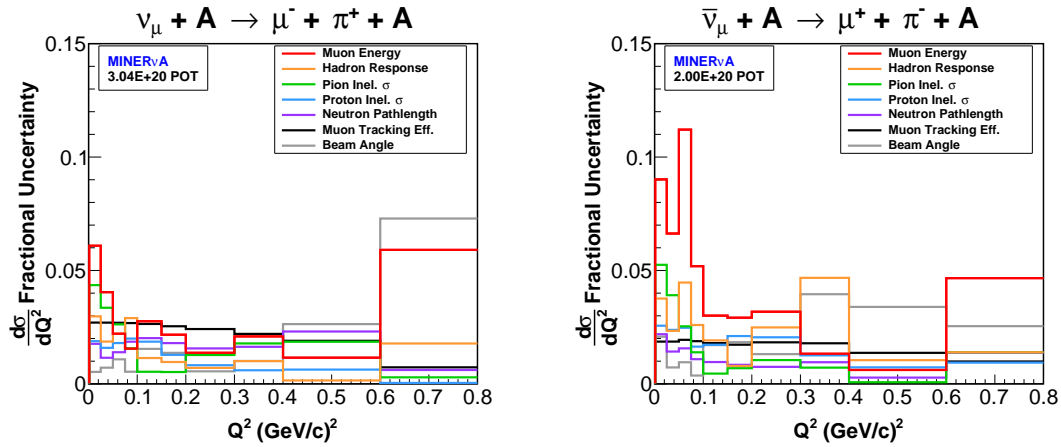 νμ + A → μ- + π+ + A
0.15
0.1
0.05
0
dσ/dQ2 Fractional Uncertainty
MINERνA
3.04E+20 POT
Muon Energy
Hadron Response
Pion Inel. σ
Proton Inel. σ
Neutron Pathlength
Muon Tracking Eff.
Beam Angle
0 0.1 0.2 0.3 0.4 0.5 0.6 0.7 0.8
Q2 (GeV/c)2
ν̄μ + A → μ+ + π- + A
0.15
0.1
0.05
0
dσ/dQ2 Fractional Uncertainty
MINERνA
2.00E+20 POT
Muon Energy
Hadron Response
Pion Inel. σ
Proton Inel. σ
Neutron Pathlength
Muon Tracking Eff.
Beam Angle
0 0.1 0.2 0.3 0.4 0.5 0.6 0.7 0.8
Q2 (GeV/c)2